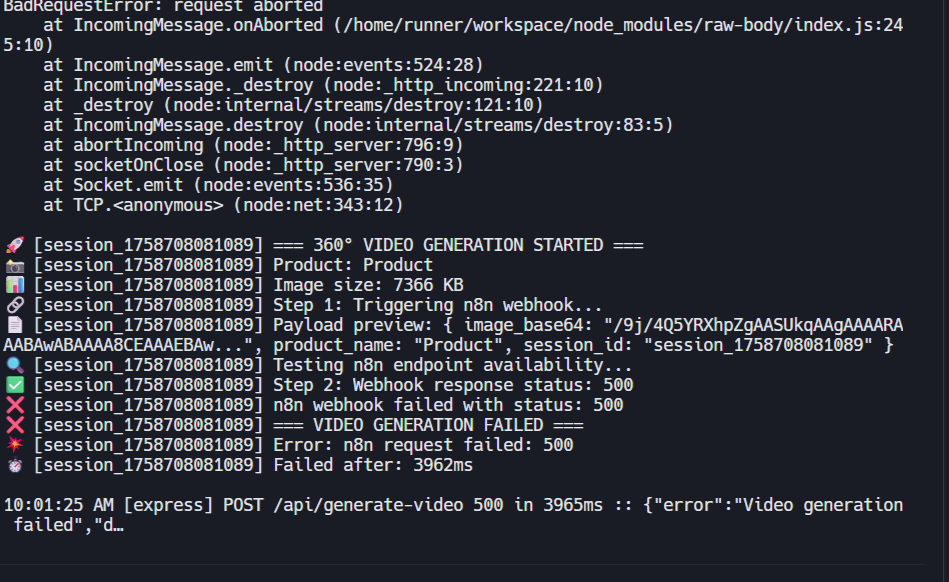 BadRequestError: request aborted
    at IncomingMessage.onAborted (/home/runner/workspace/node_modules/raw-body/index.js:24
5:10)
    at IncomingMessage.emit (node:events:524:28)
    at IncomingMessage._destroy (node:_http_incoming:221:10)
    at _destroy (node:internal/streams/destroy:121:10)
    at IncomingMessage.destroy (node:internal/streams/destroy:83:5)
    at abortIncoming (node:_http_server:796:9)
    at socketOnClose (node:_http_server:790:3)
    at Socket.emit (node:events:536:35)
    at TCP.<anonymous> (node:net:343:12)
🚀 [session_1758708081089] === 360° VIDEO GENERATION STARTED ===
📸 [session_1758708081089] Product: Product
📊 [session_1758708081089] Image size: 7366 KB
🔗 [session_1758708081089] Step 1: Triggering n8n webhook...
📄 [session_1758708081089] Payload preview: { image_base64: "/9j/4Q5YRXhpZgAASUkqAAgAAAARA
AABAwABAAAA8CEAAAEBAw...", product_name: "Product", session_id: "session_1758708081089" }
🔍 [session_1758708081089] Testing n8n endpoint availability...
✅ [session_1758708081089] Step 2: Webhook response status: 500
❌ [session_1758708081089] n8n webhook failed with status: 500
❌ [session_1758708081089] === VIDEO GENERATION FAILED ===
💥 [session_1758708081089] Error: n8n request failed: 500
⏱️ [session_1758708081089] Failed after: 3962ms
10:01:25 AM [express] POST /api/generate-video 500 in 3965ms :: {"error":"Video generation
 failed","d…